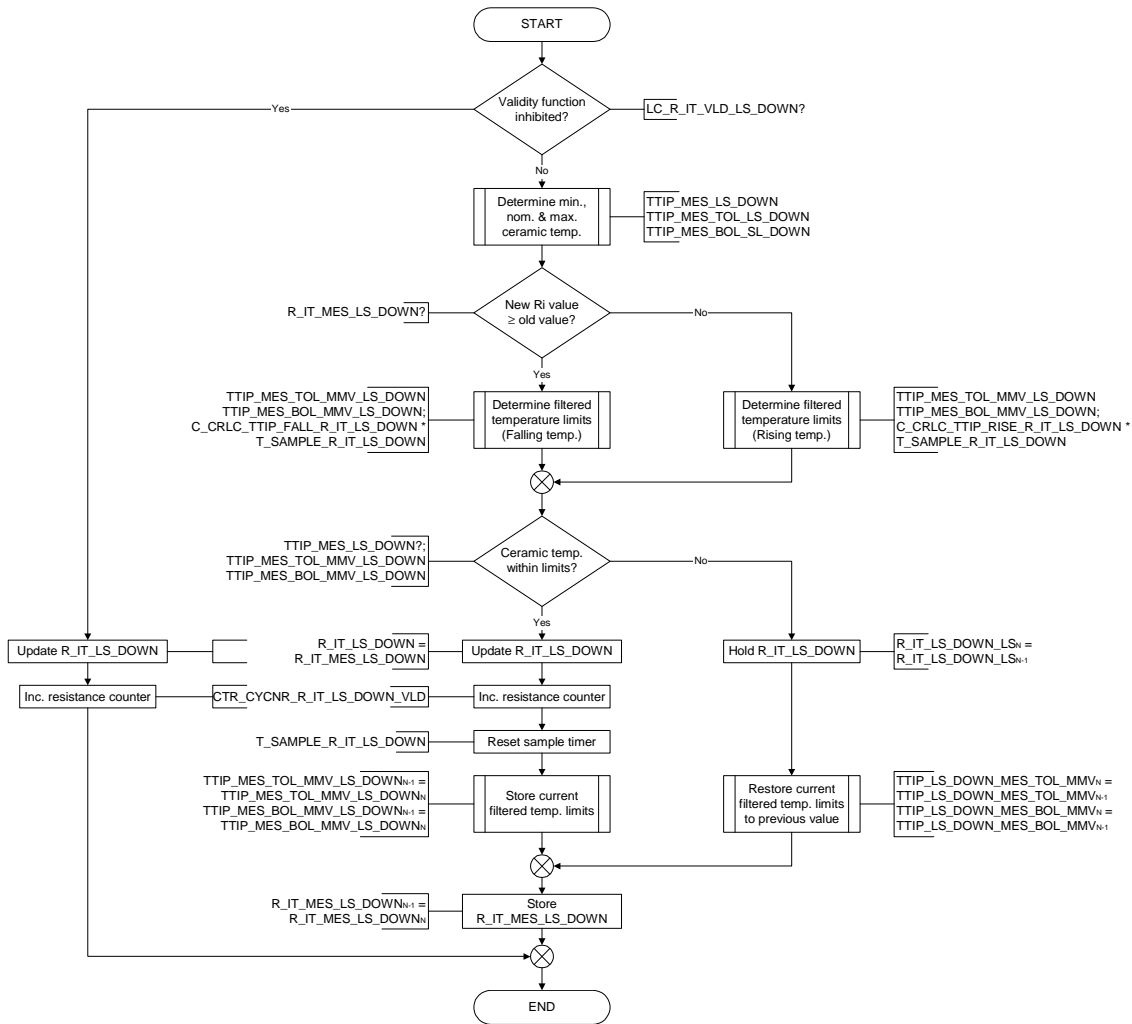 START
Validity function
inhibited?
Yes
LC_R_IT_VLD_LS_DOWN?
No
Determine min.,
nom. & max.
ceramic temp.
TTIP_MES_LS_DOWN
TTIP_MES_TOL_LS_DOWN
TTIP_MES_BOL_SL_DOWN
R_IT_MES_LS_DOWN?
New Ri value
≥ old value?
No
Yes
TTIP_MES_TOL_MMV_LS_DOWN
TTIP_MES_BOL_MMV_LS_DOWN;
C_CRLC_TTIP_FALL_R_IT_LS_DOWN *
T_SAMPLE_R_IT_LS_DOWN
Determine filtered
temperature limits
(Falling temp.)
Determine filtered
temperature limits
(Rising temp.)
TTIP_MES_TOL_MMV_LS_DOWN
TTIP_MES_BOL_MMV_LS_DOWN;
C_CRLC_TTIP_RISE_R_IT_LS_DOWN *
T_SAMPLE_R_IT_LS_DOWN
TTIP_MES_LS_DOWN?;
TTIP_MES_TOL_MMV_LS_DOWN
TTIP_MES_BOL_MMV_LS_DOWN
Ceramic temp.
within limits?
No
Yes
Update R_IT_LS_DOWN
R_IT_LS_DOWN =
R_IT_MES_LS_DOWN
Update R_IT_LS_DOWN
Hold R_IT_LS_DOWN
R_IT_LS_DOWN_LSN =
R_IT_LS_DOWN_LSN-1
Inc. resistance counter
CTR_CYCNR_R_IT_LS_DOWN_VLD
Inc. resistance counter
T_SAMPLE_R_IT_LS_DOWN
Reset sample timer
TTIP_MES_TOL_MMV_LS_DOWNN-1 =
TTIP_MES_TOL_MMV_LS_DOWNN
TTIP_MES_BOL_MMV_LS_DOWNN-1 =
TTIP_MES_BOL_MMV_LS_DOWNN
Store current
filtered temp. limits
Restore current
filtered temp. limits
to previous value
TTIP_LS_DOWN_MES_TOL_MMVN =
TTIP_LS_DOWN_MES_TOL_MMVN-1
TTIP_LS_DOWN_MES_BOL_MMVN =
TTIP_LS_DOWN_MES_BOL_MMVN-1
R_IT_MES_LS_DOWNN-1 =
R_IT_MES_LS_DOWNN
Store
R_IT_MES_LS_DOWN
END